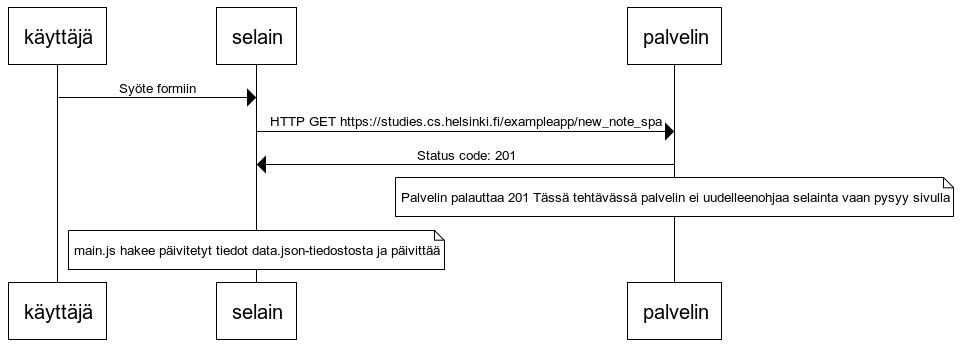 käyttäjä
selain
palvelin
Syöte formiin
HTTP GET https://studies.cs.helsinki.fi/exampleapp/new_note_spa
Status code: 201
Palvelin palauttaa 201 Tässä tehtävässä palvelin ei uudelleenohjaa selainta vaan pysyy sivulla
main.js hakee päivitetyt tiedot data.json-tiedostosta ja päivittää
käyttäjä
selain
palvelin